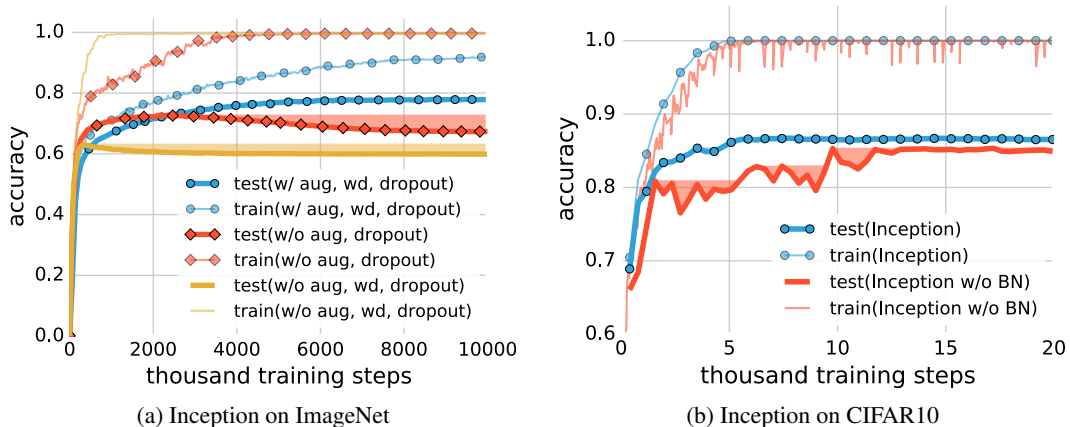 1.0
0.8
0.6
0.4
0.2
0.0
accuracy
test(w/ aug, wd, dropout)
train(w/ aug, wd, dropout)
test(w/o aug, dropout)
train(w/o aug, dropout)
test(w/o aug, wd, dropout)
train(w/o aug, wd, dropout)
0 2000 4000 6000 8000 10000
thousand training steps
(a) Inception on ImageNet
1.0
0.9
0.8
0.7
0.6
accuracy
test(Inception)
train(Inception)
test(Inception w/o BN)
train(Inception w/o BN)
0 5 10 15 20
thousand training steps
(b) Inception on CIFAR10